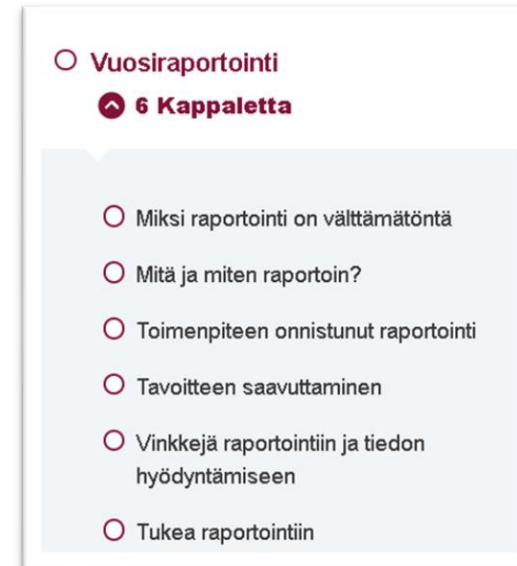 Vuosiraportointi
6 Kappaletta
Miksi raportointi on välttämätöntä
Mitä ja miten raportoin?
Toimenpiteen onnistunut raportointi
Tavoitteen saavuttaminen
Vinkkejä raportointiin ja tiedon
hyödyntämiseen
Tukea raportointiin